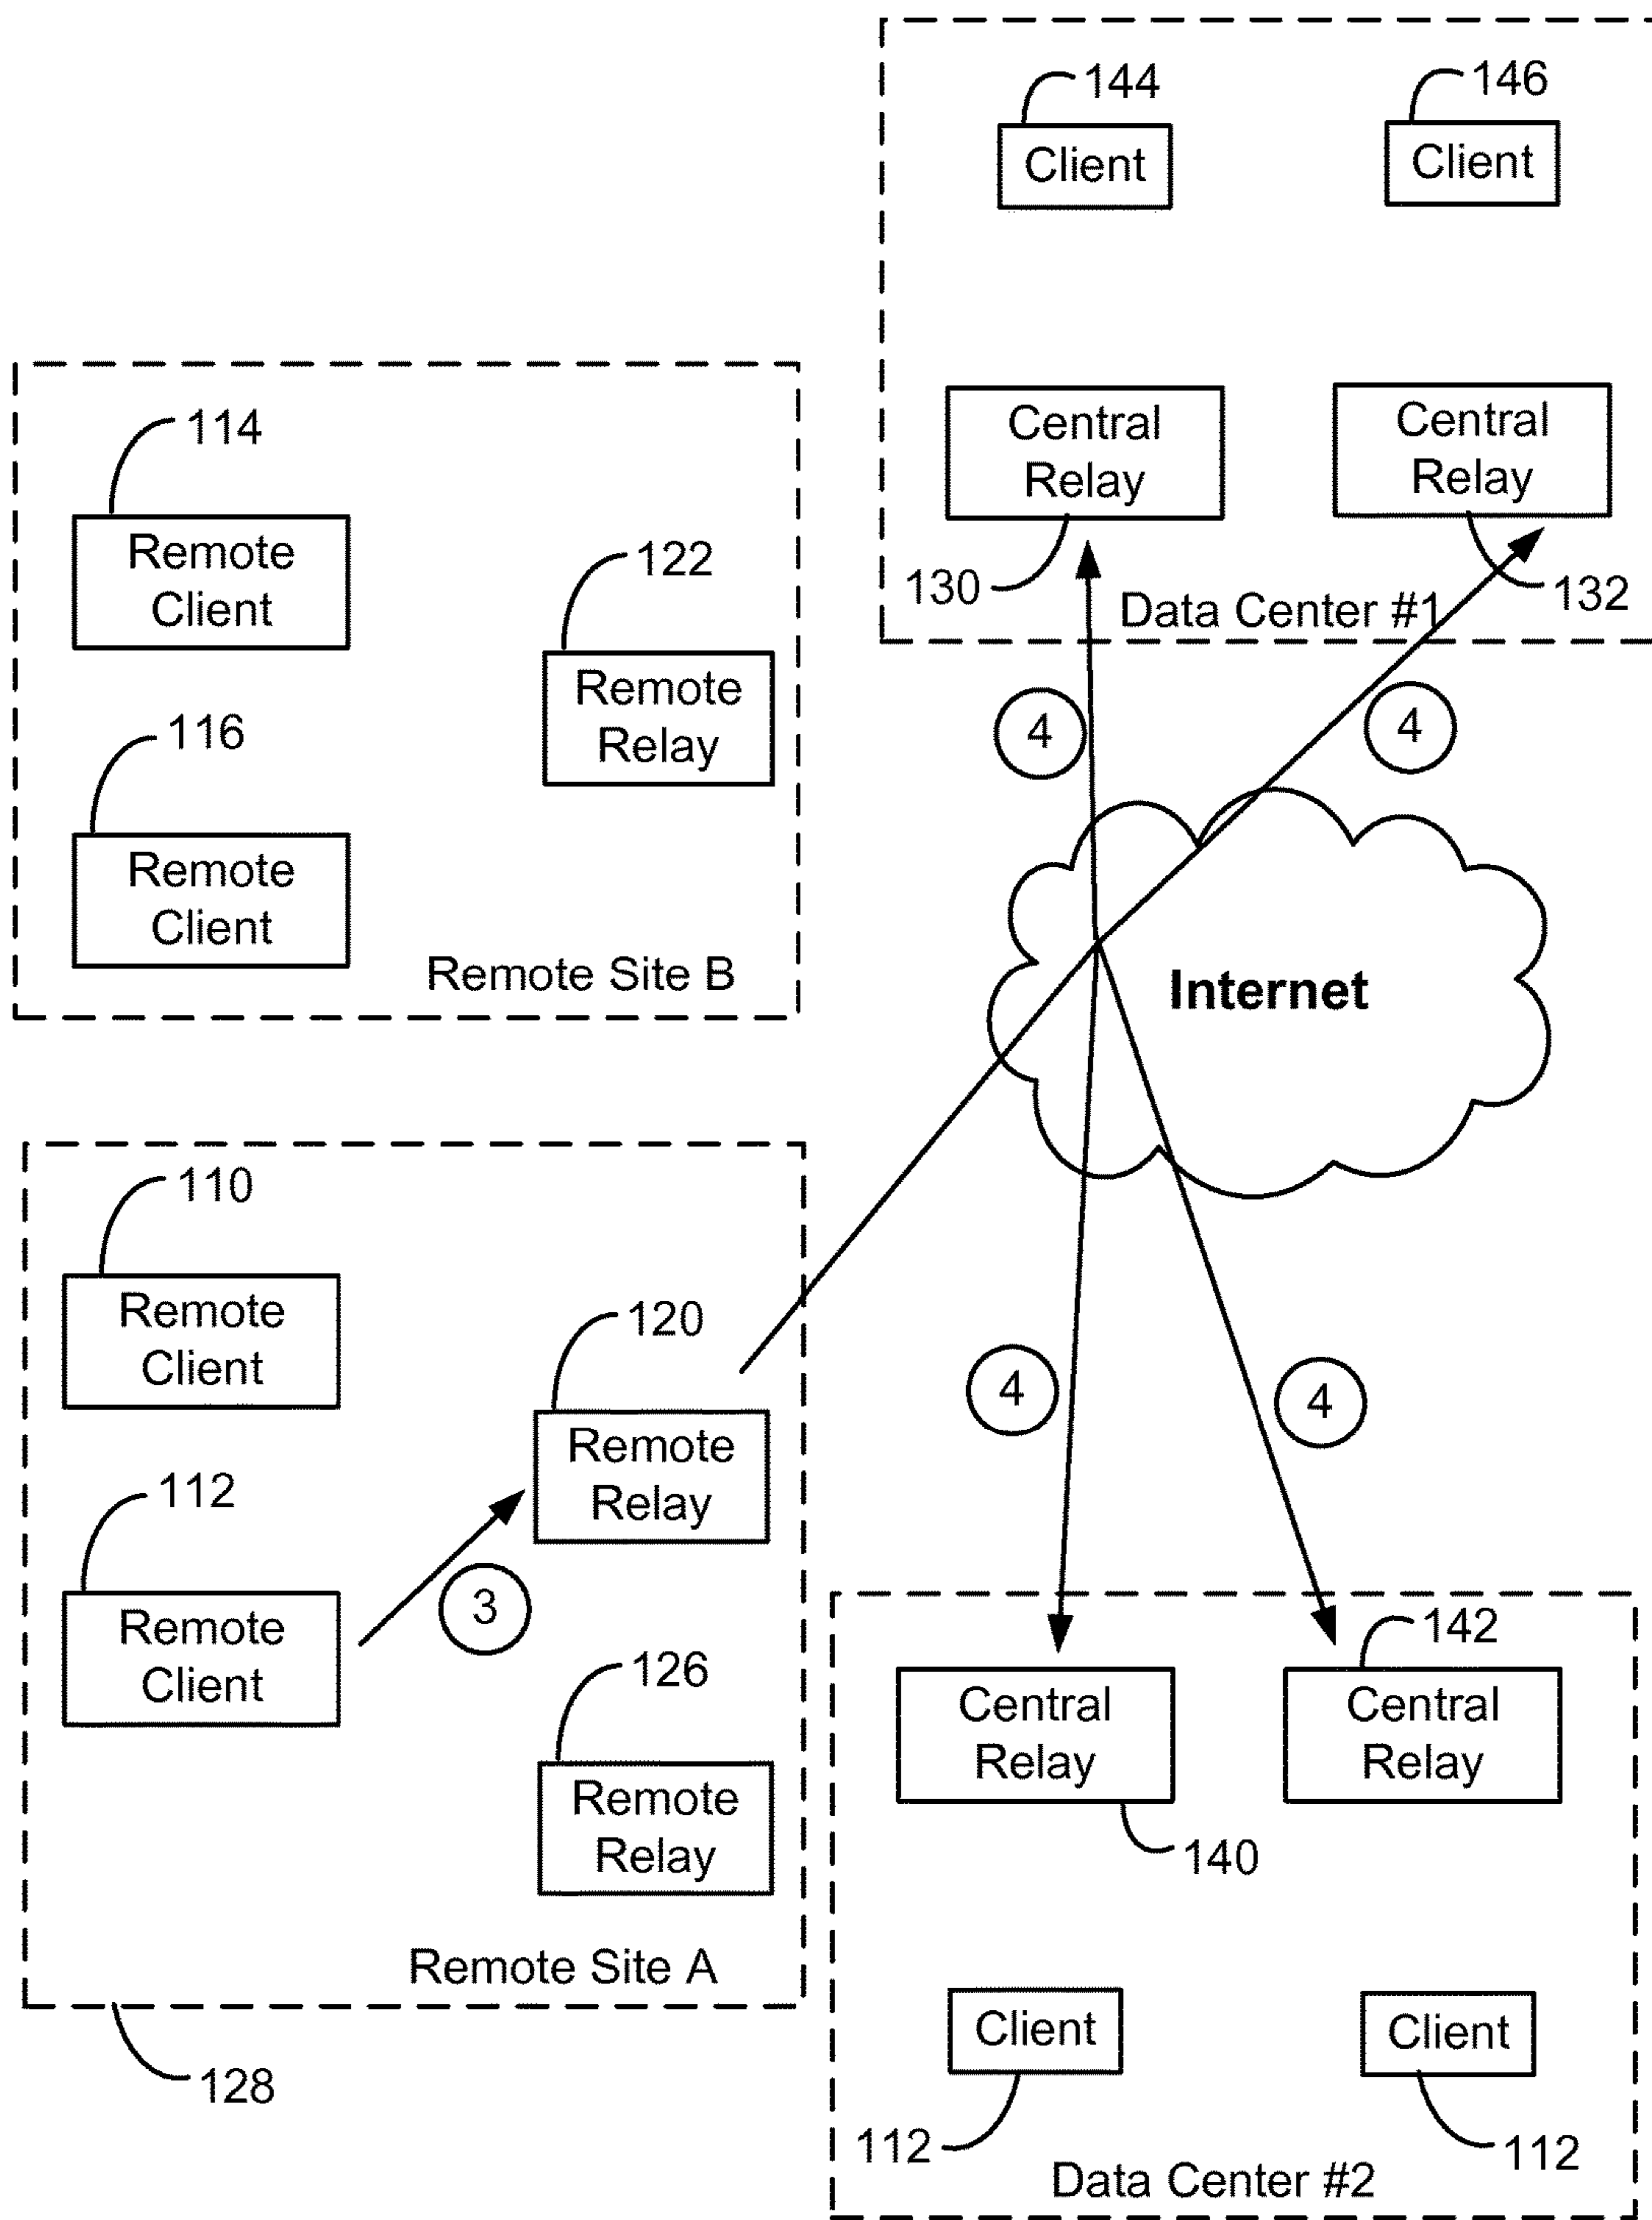 144
146
Client
Client
Central
Relay
Central
Relay
130
132
Data Center #1
114
Remote
Client
122
Remote
Relay
116
Remote
Client
Remote Site B
4
4
Internet
110
Remote
Client
120
Remote
Relay
112
Remote
Client
3
126
Remote
Relay
Remote Site A
128
4
4
142
Central
Relay
Central
Relay
140
Client
Client
112
112
Data Center #2